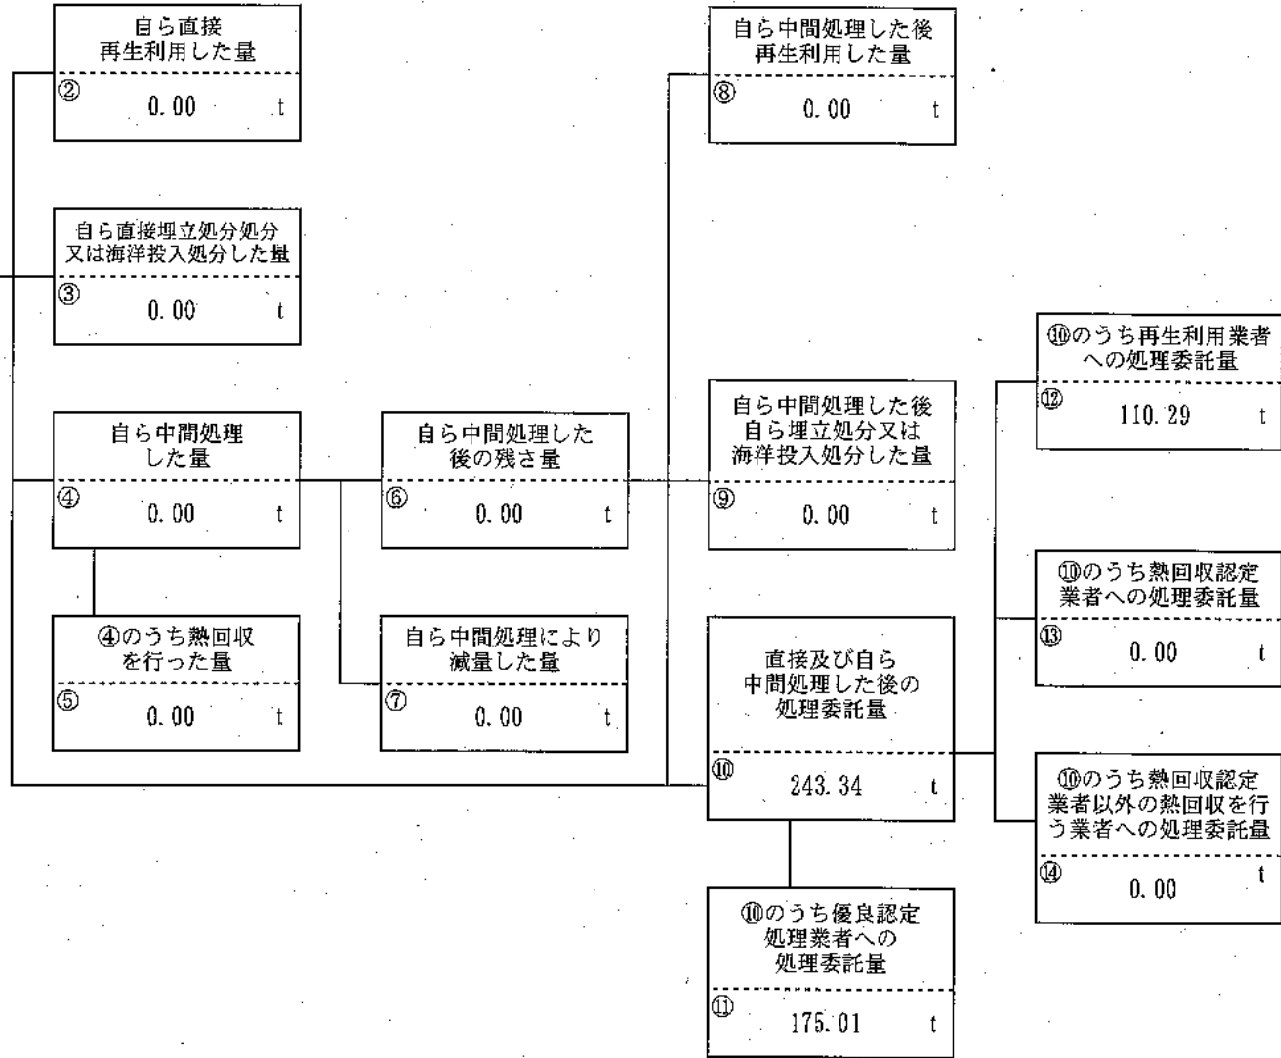 自ら直接
再生利用した量
②
0.00 t
自ら直接埋立処分処分
又は海洋投入処分した量
③
0.00 t
自ら中間処理
した量
④
0.00 t
④のうち熱回収
を行った量
⑤
0.00 t
自ら中間処理した
後の残さ量
⑥
0.00 t
自ら中間処理により
減量した量
⑦
0.00 t
自ら中間処理した後
再生利用した量
⑧
0.00 t
自ら中間処理した後
自ら埋立処分又は
海洋投入処分した量
⑨
0.00 t
直接及び自ら
中間処理した後の
処理委託量
⑩
243.34 t
⑩のうち優良認定
処理業者への
処理委託量
⑪
175.01 t
⑩のうち再生利用業者
への処理委託量
⑫
110.29 t
⑩のうち熱回収認定
業者への処理委託量
⑬
0.00 t
⑩のうち熱回収認定
業者以外の熱回収を行
う業者への処理委託量
⑭
0.00 t